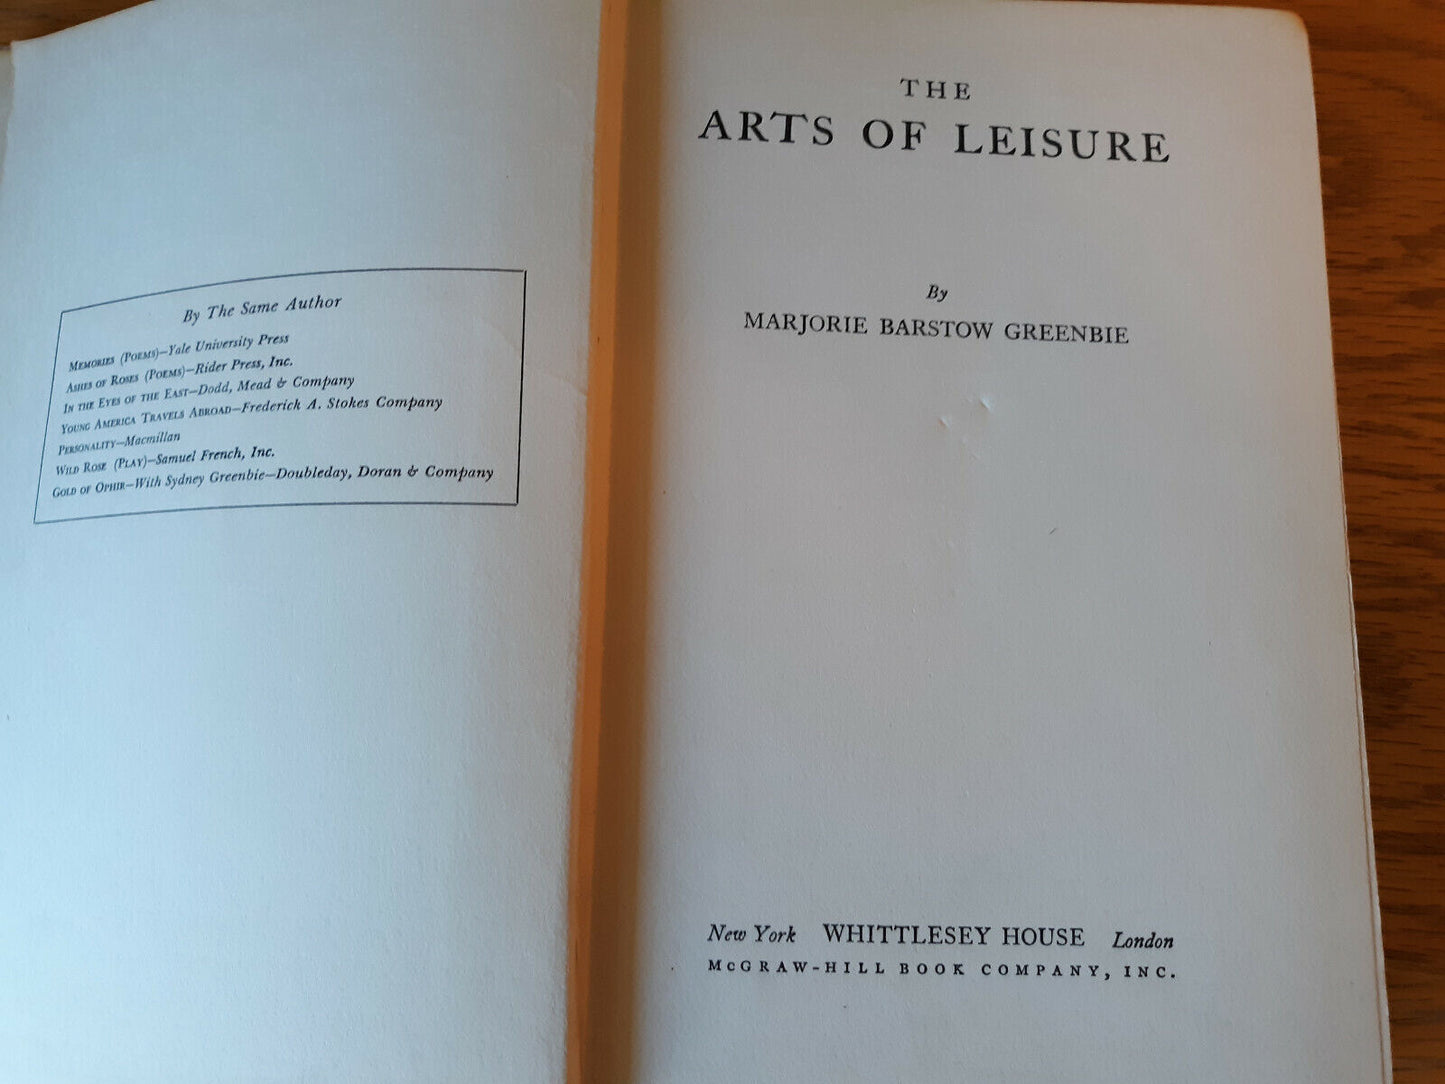 By The Same Author
MEMORIES (POEMS)—Yale University Press
ASHES OF ROSES (POEMS)—Rider Press, Inc.
IN THE EYES OF THE EAST—Dodd, Mead & Company
YOUNG AMERICA TRAVELS ABROAD—Frederick A. Stokes Company
PERSONALITY—Macmillan
WILD ROSE (PLAY)—Samuel French, Inc.
GOLD OF OPHIR—With Sydney Greenbie—Doubleday, Doran & Company
THE
ARTS OF LEISURE
By
MARJORIE BARSTOW GREENBIE
New York WHITTLESEY HOUSE London
McGRAW-HILL BOOK COMPANY, INC.